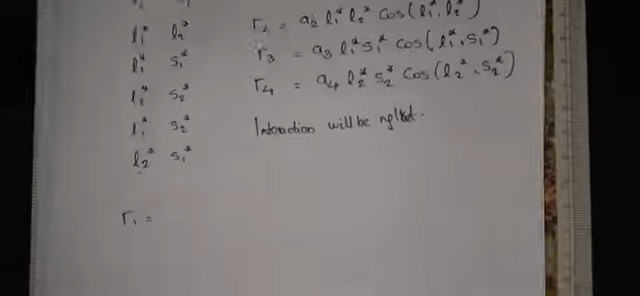 l₁* l₂* Γ₂ = a₂ l₁* l₂* Cos(l₁*, l₂*)
l₁* s₁* Γ₃ = a₃ l₁* s₁* cos(l₁*, s₁*)
l₁* s₂* Γ₄ = a₄ l₂* s₂* Cos(l₂*, s₂*)
l₁* s₂* Interaction will be
l₂* s₁*
Γ₁ =